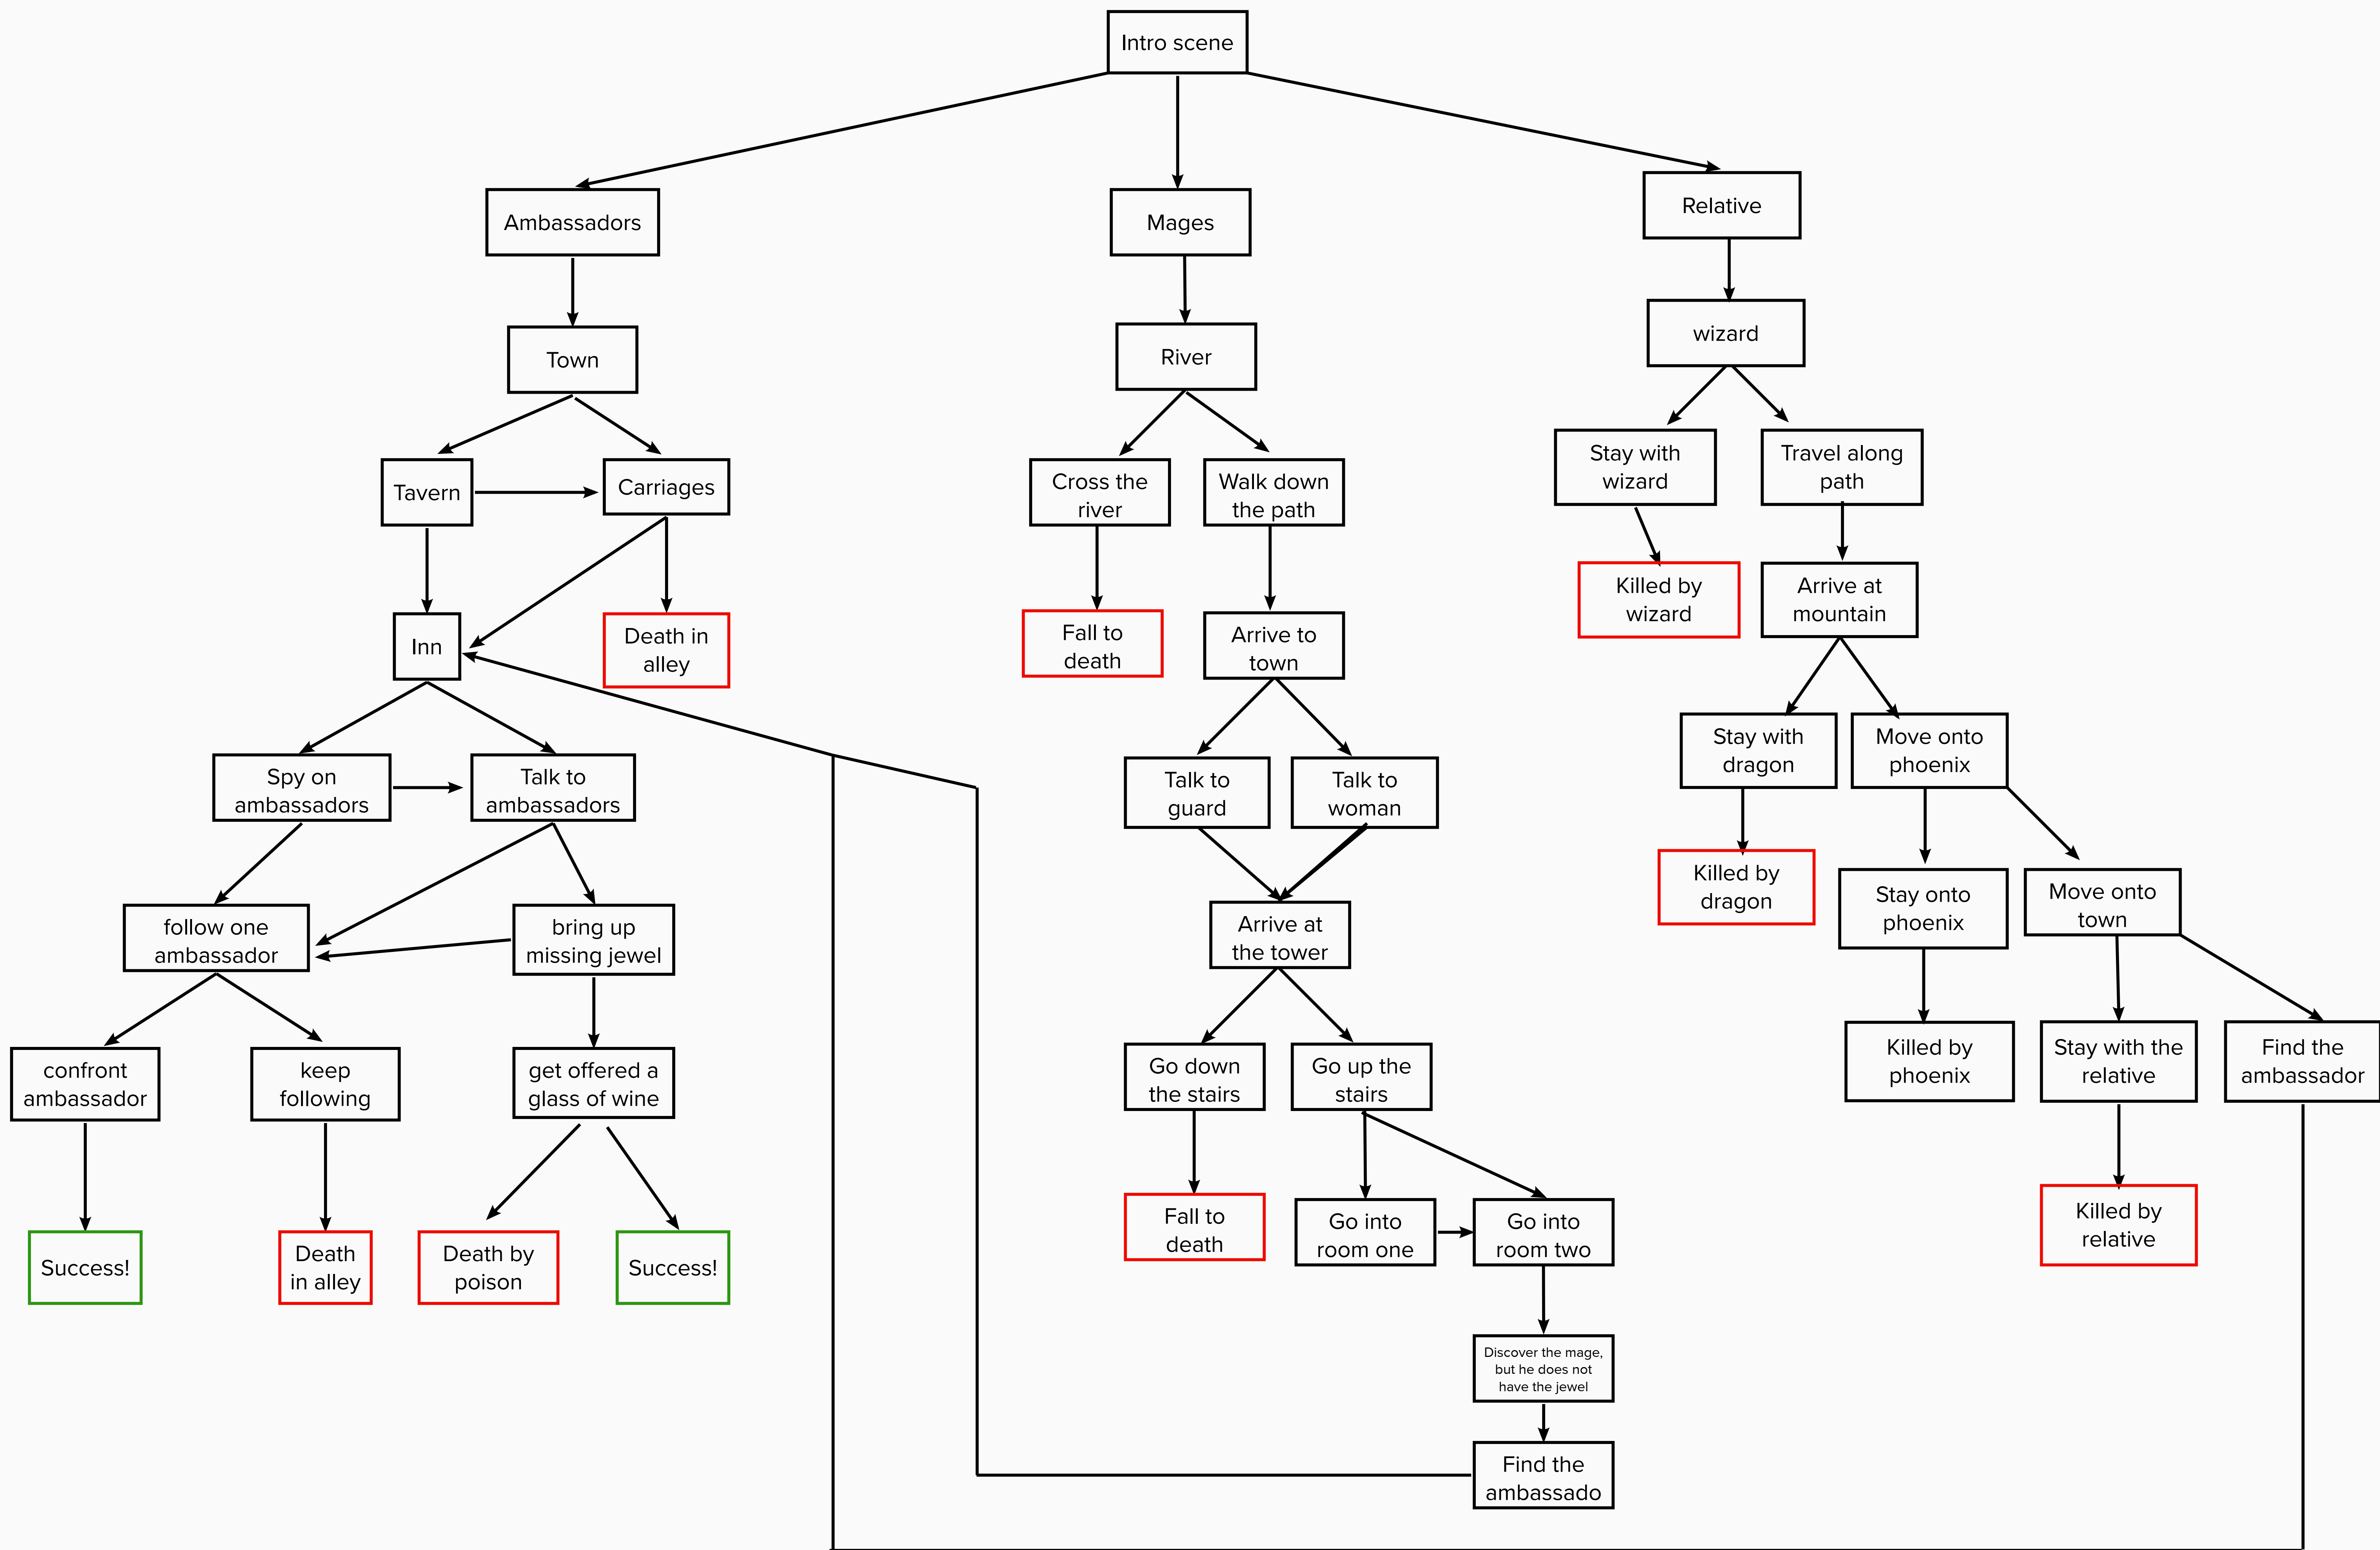 Intro scene
Ambassadors
Mages
Relative
Town
River
wizard
Tavern
Carriages
Cross the
river
Walk down
the path
Stay with
wizard
Travel along
path
Inn
Death in
alley
Fall to
death
Arrive to
town
Killed by
wizard
Arrive at
mountain
Spy on
ambassadors
Talk to
ambassadors
Talk to
guard
Talk to
woman
Stay with
dragon
Move onto
phoenix
follow one
ambassador
bring up
missing jewel
Arrive at
the tower
Killed by
dragon
Stay onto
phoenix
Move onto
town
confront
ambassador
keep
following
get offered a
glass of wine
Go down
the stairs
Go up the
stairs
Killed by
phoenix
Stay with the
relative
Find the
ambassador
Success!
Death
in alley
Death by
poison
Success!
Fall to
death
Go into
room one
Go into
room two
Killed by
relative
Discover the mage,
but he does not
have the jewel
Find the
ambassado